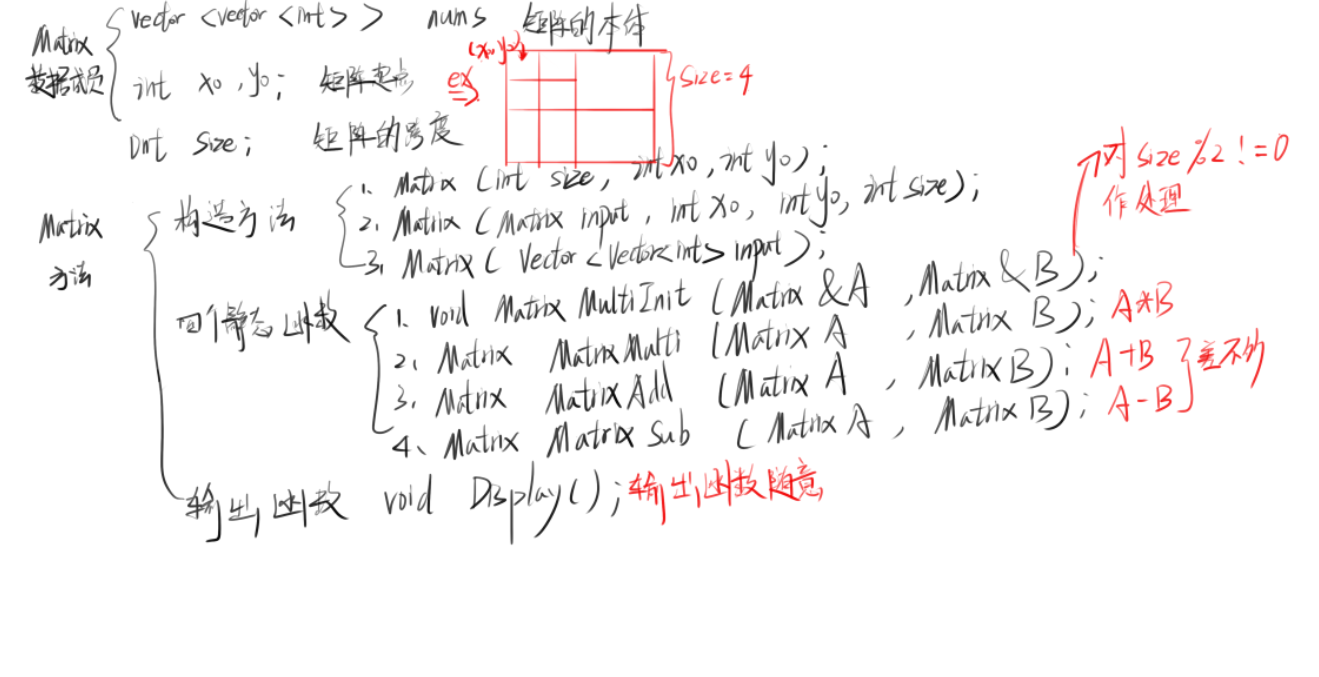 vector <vector <int> > nums 矩阵的本体
Matrix
数据成员
(x0,y0)
int x0 , y0; 矩阵起点
ex
size=4
int size; 矩阵的跨度
对 size%2!=0
作处理
Matrix
方法
构造方法
1. Matrix (int size, int x0, int y0);
2. Matrix (Matrix input, int x0, int y0, int size);
3. Matrix ( Vector <Vector<int> input);
四个静态函数
1. void Matrix MultiInit (Matrix &A , Matrix &B);
2. Matrix MatrixMulti (Matrix A , Matrix B); A*B
3. Matrix MatrixAdd (Matrix A , Matrix B); A+B
差不多
4、Matrix Matrix Sub (Matrix A , Matrix B); A-B
输出函数 void Display(); 输出函数随意